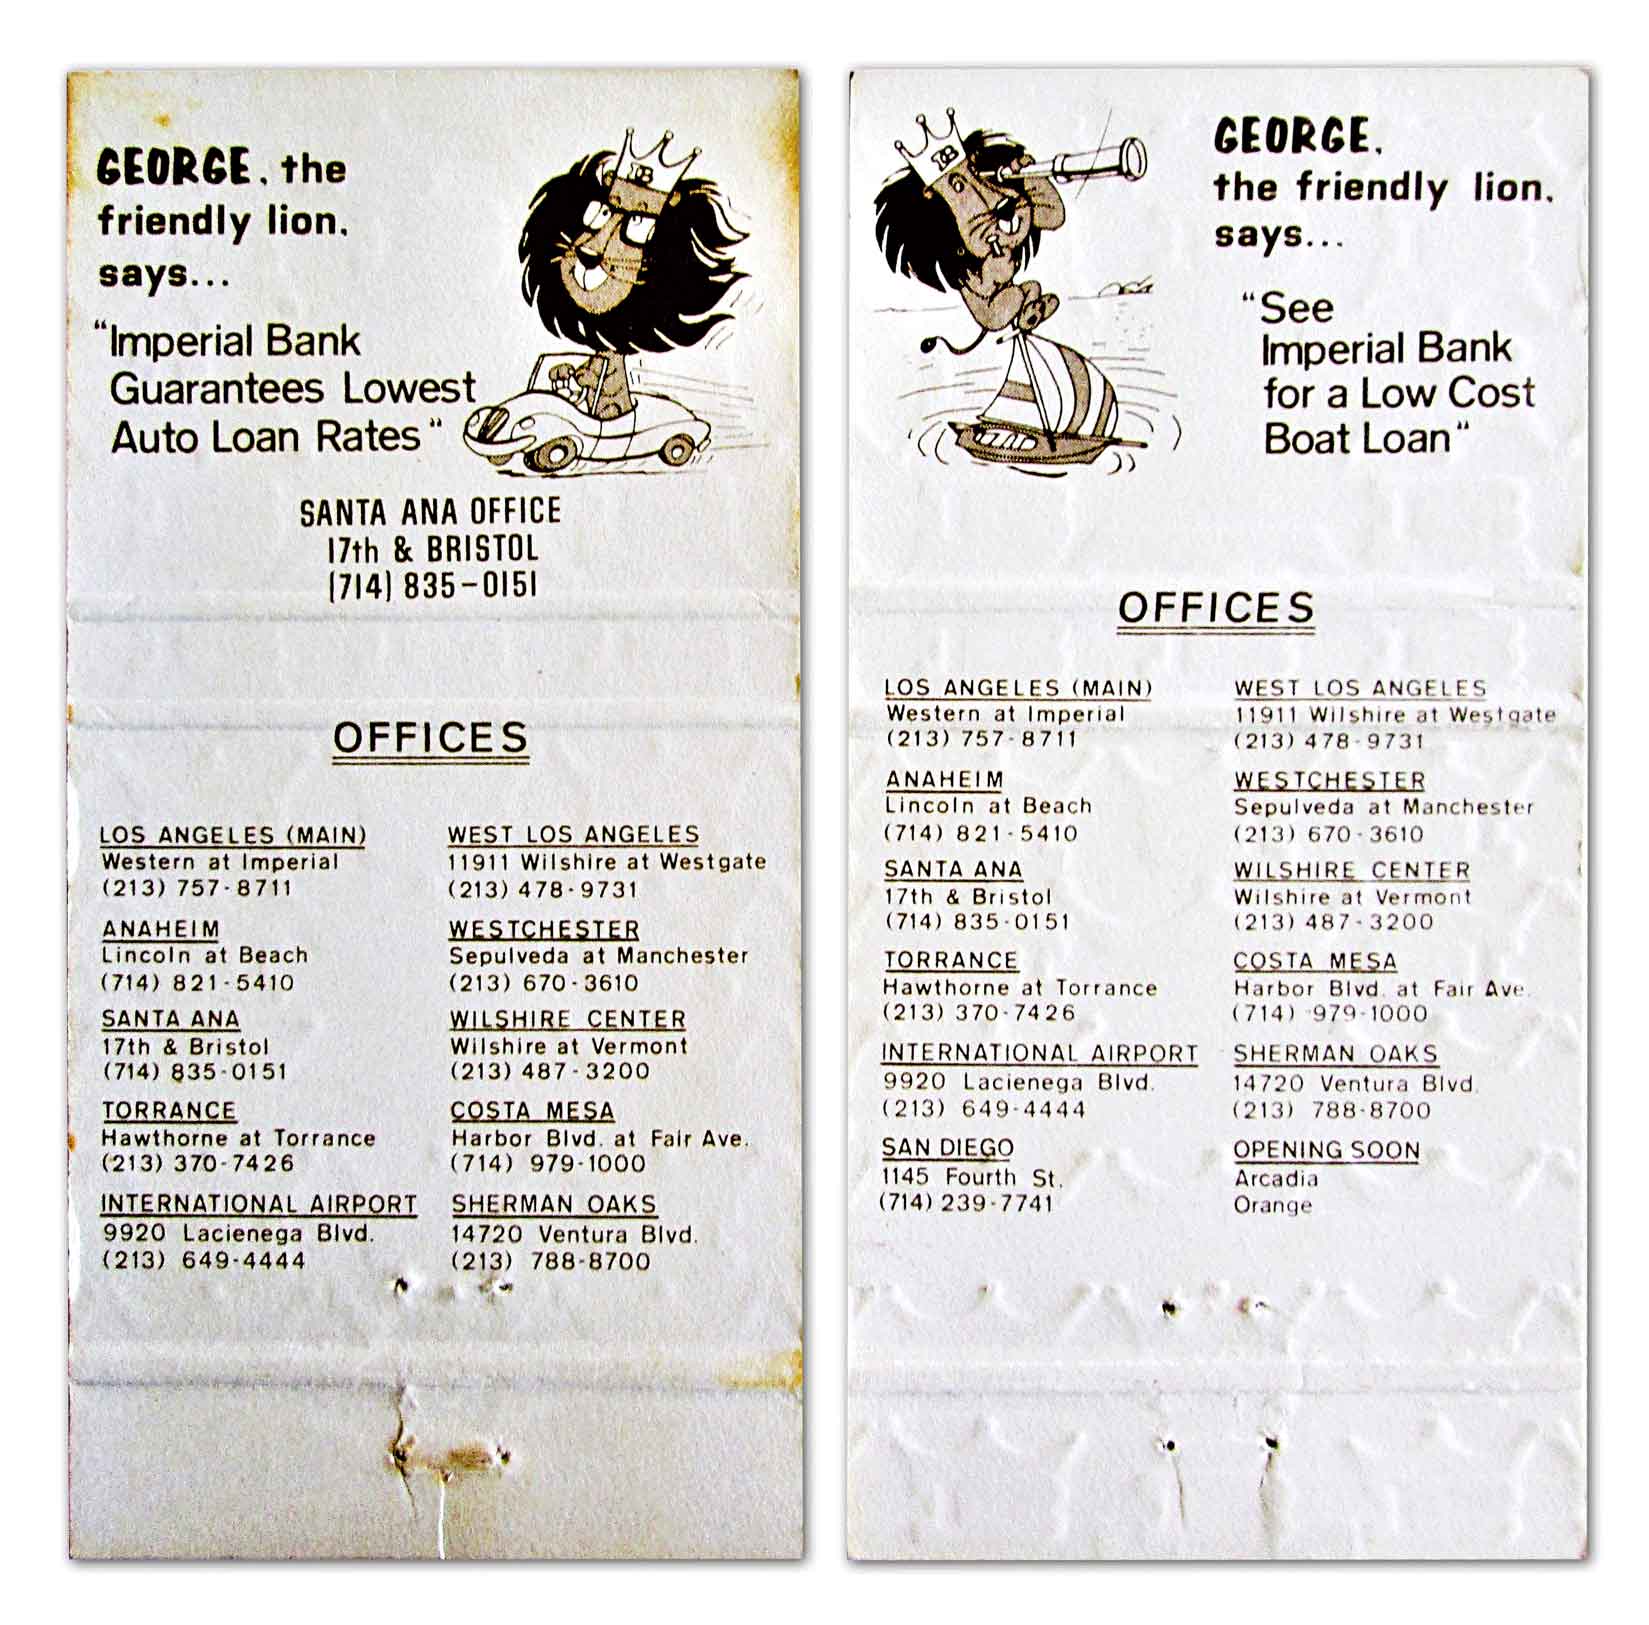 GEORGE, the
friendly lion,
says...
"Imperial Bank
Guarantees Lowest
Auto Loan Rates"
SANTA ANA OFFICE
17th & BRISTOL
(714) 835-0151
OFFICES
LOS ANGELES (MAIN)
Western at Imperial
(213) 757-8711
ANAHEIM
Lincoln at Beach
(714) 821-5410
SANTA ANA
17th & Bristol
(714) 835-0151
TORRANCE
Hawthorne at Torrance
(213) 370-7426
INTERNATIONAL AIRPORT
9920 Lacienega Blvd.
(213) 649-4444
WEST LOS ANGELES
11911 Wilshire at Westgate
(213) 478-9731
WESTCHESTER
Sepulveda at Manchester
(213) 670-3610
WILSHIRE CENTER
Wilshire at Vermont
(213) 487-3200
COSTA MESA
Harbor Blvd. at Fair Ave.
(714) 979-1000
SHERMAN OAKS
14720 Ventura Blvd.
(213) 788-8700
GEORGE,
the friendly lion,
says...
"See
Imperial Bank
for a Low Cost
Boat Loan"
OFFICES
LOS ANGELES (MAIN)
Western at Imperial
(213) 757-8711
ANAHEIM
Lincoln at Beach
(714) 821-5410
SANTA ANA
17th & Bristol
(714) 835-0151
TORRANCE
Hawthorne at Torrance
(213) 370-7426
INTERNATIONAL AIRPORT
9920 Lacienega Blvd.
(213) 649-4444
SAN DIEGO
1145 Fourth St.
(714) 239-7741
WEST LOS ANGELES
11911 Wilshire at Westgate
(213) 478-9731
WESTCHESTER
Sepulveda at Manchester
(213) 670-3610
WILSHIRE CENTER
Wilshire at Vermont
(213) 487-3200
COSTA MESA
Harbor Blvd. at Fair Ave.
(714) 979-1000
SHERMAN OAKS
14720 Ventura Blvd.
(213) 788-8700
OPENING SOON
Arcadia
Orange